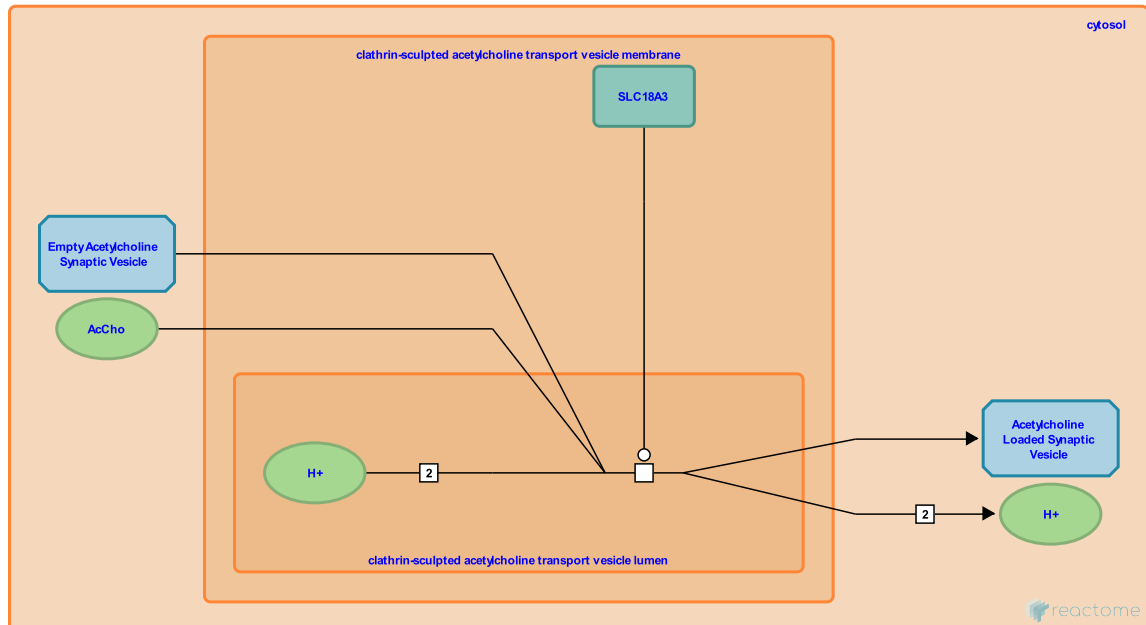 cytosol
clathrin-sculpted acetylcholine transport vesicle membrane
SLC18A3
Empty Acetylcholine
Synaptic Vesicle
AcCho
H+
2
Acetylcholine
Loaded Synaptic
Vesicle
2
H+
clathrin-sculpted acetylcholine transport vesicle lumen
reactome